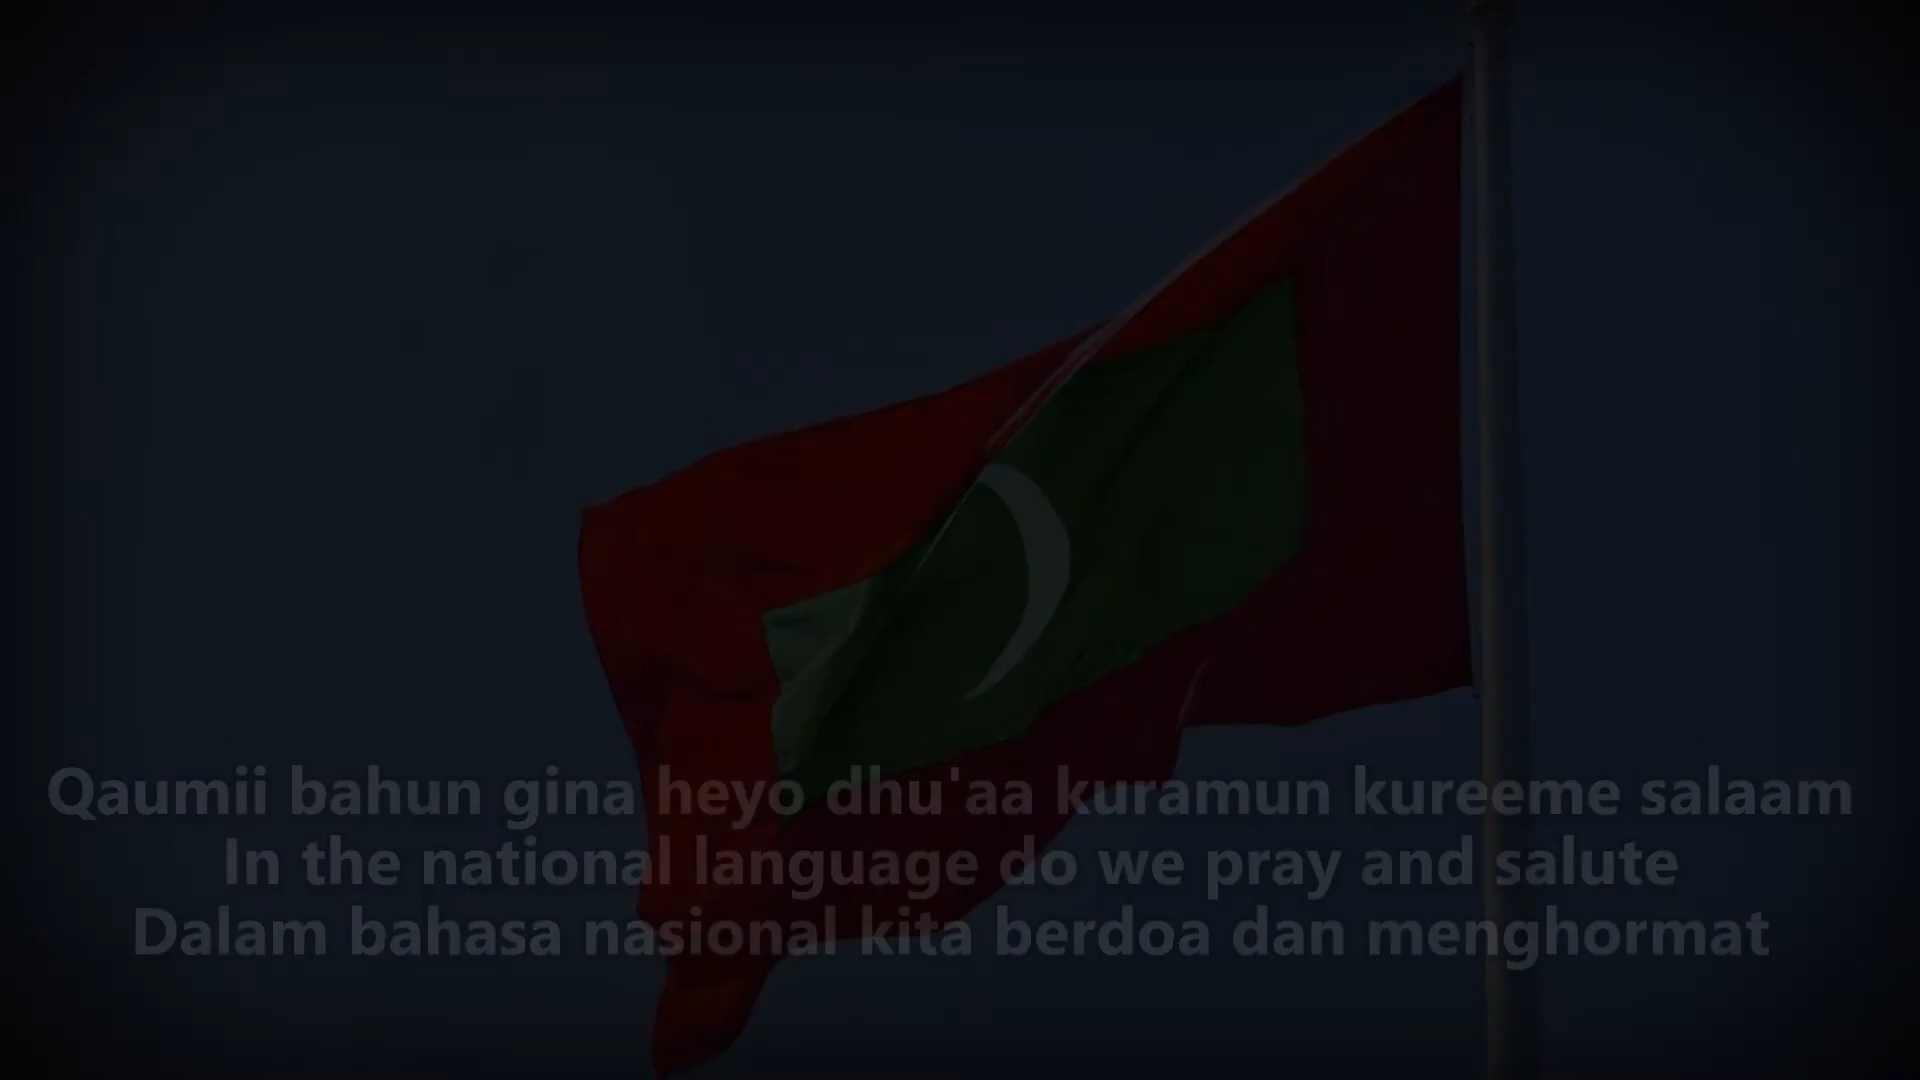 Qaumii bahun gina heyo dhu'aa kuramun kureeme salaam
In the national language do we pray and salute
Dalam bahasa nasional kita berdoa dan menghormat